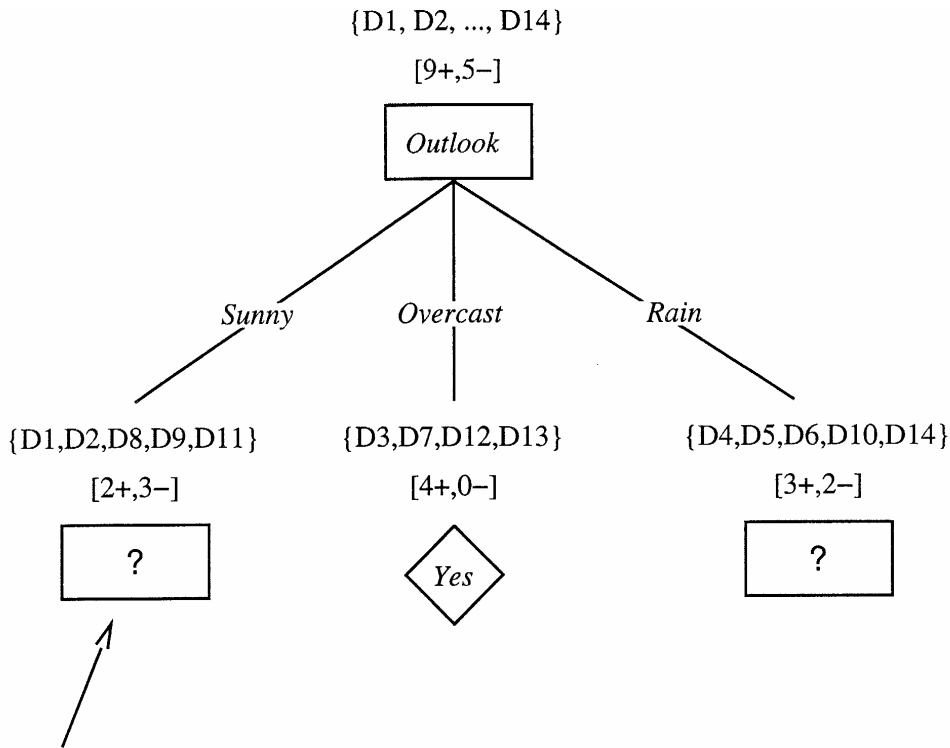 {D1, D2, ..., D14}
[9+,5−]
Outlook
Sunny
Overcast
Rain
{D1,D2,D8,D9,D11}
{D3,D7,D12,D13}
{D4,D5,D6,D10,D14}
[2+,3−]
[4+,0−]
[3+,2−]
?
Yes
?